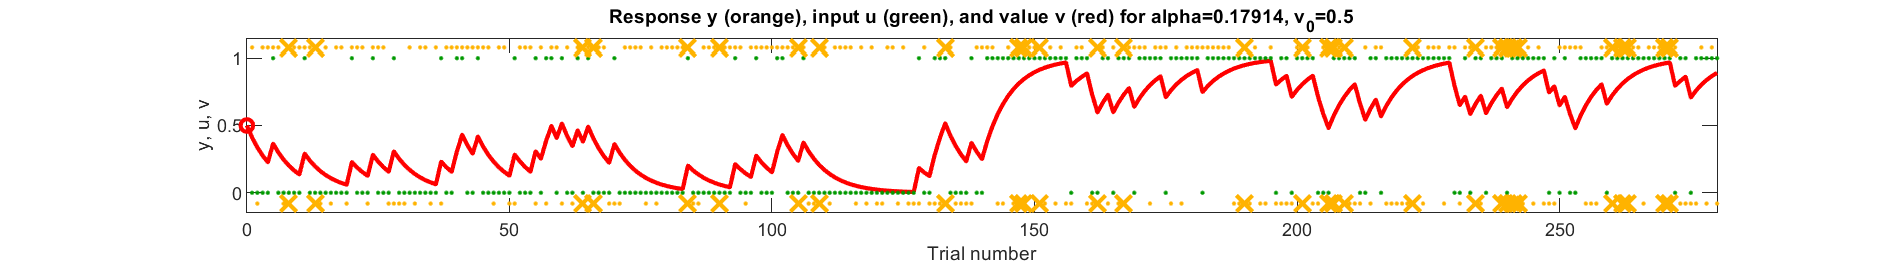 Response y (orange), input u (green), and value v (red) for alpha=0.17914, v0=0.5
y, u, v
1
0.5
0
0 50 100 150 200 250
Trial number